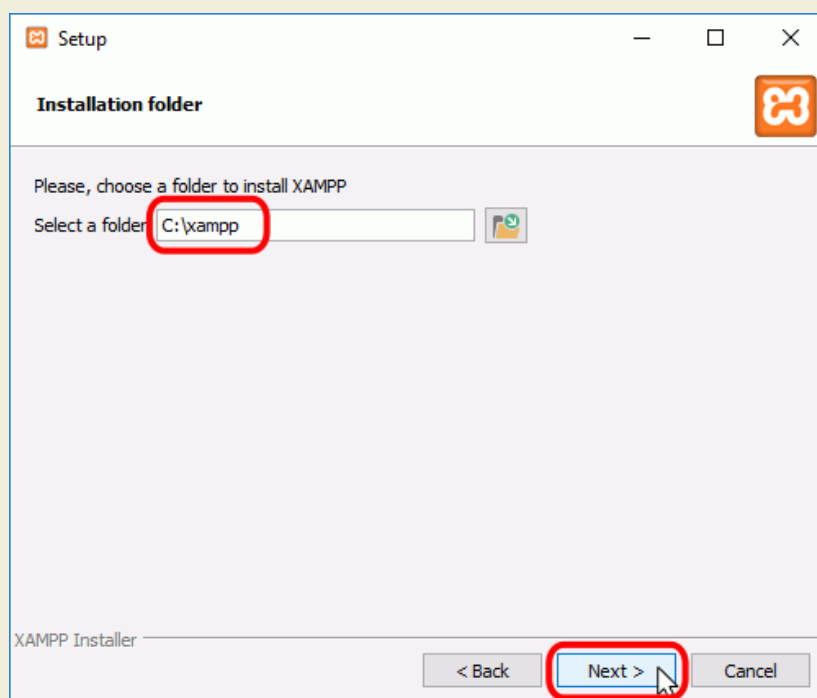 Setup
Installation folder
Please, choose a folder to install XAMPP
Select a folder C:\xampp
XAMPP Installer
< Back Next > Cancel